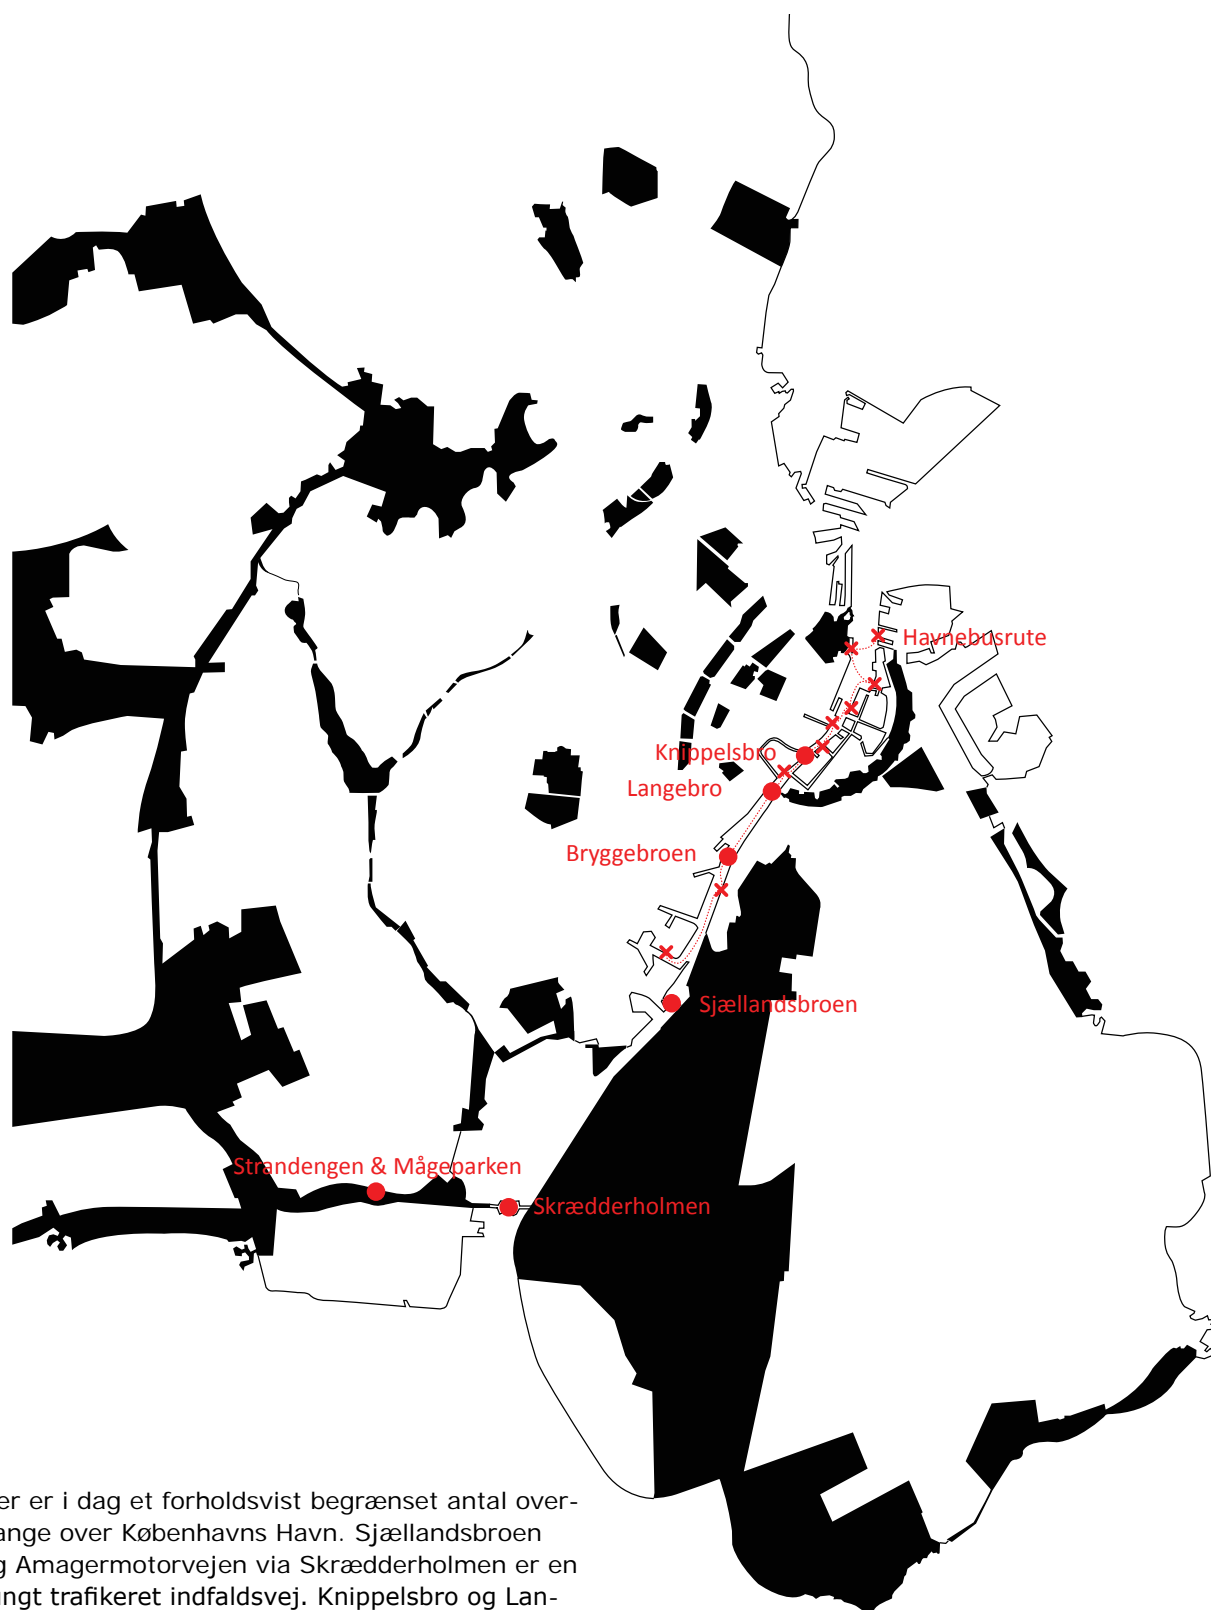 Havnebusrute
Knippelsbro
Langebro
Bryggebroen
Sjællandsbroen
Strandengen & Mågeparken
Skrædderholmen
er er i dag et forholdsvist begrænset antal over-
ange over Københavns Havn. Sjællandsbroen
g Amagermotorvejen via Skrædderholmen er en
ungt trafikeret indfaldsvej. Knippelsbro og Lan-